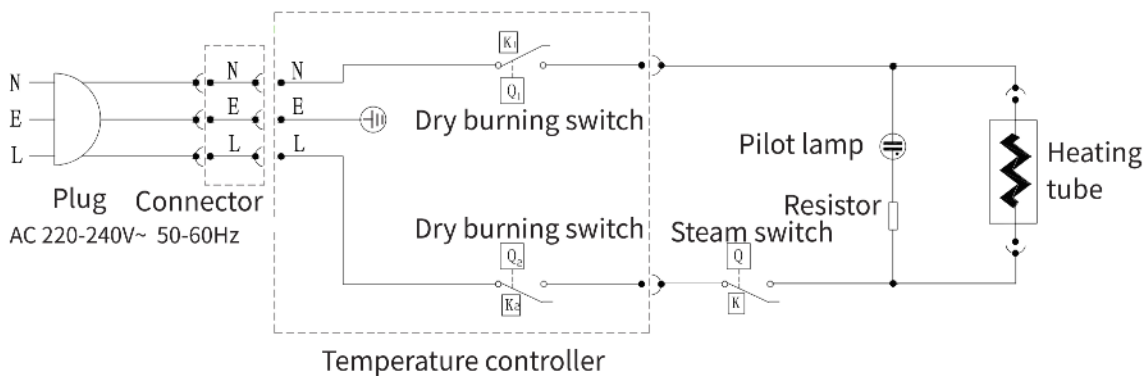 K1
N
N
N
Q1
E
E
E
Dry burning switch
L
L
L
Pilot lamp
Heating
tube
Plug
Connector
Resistor
AC 220-240V~ 50-60Hz
Dry burning switch
Steam switch
Q2
Q
K2
K
Temperature controller